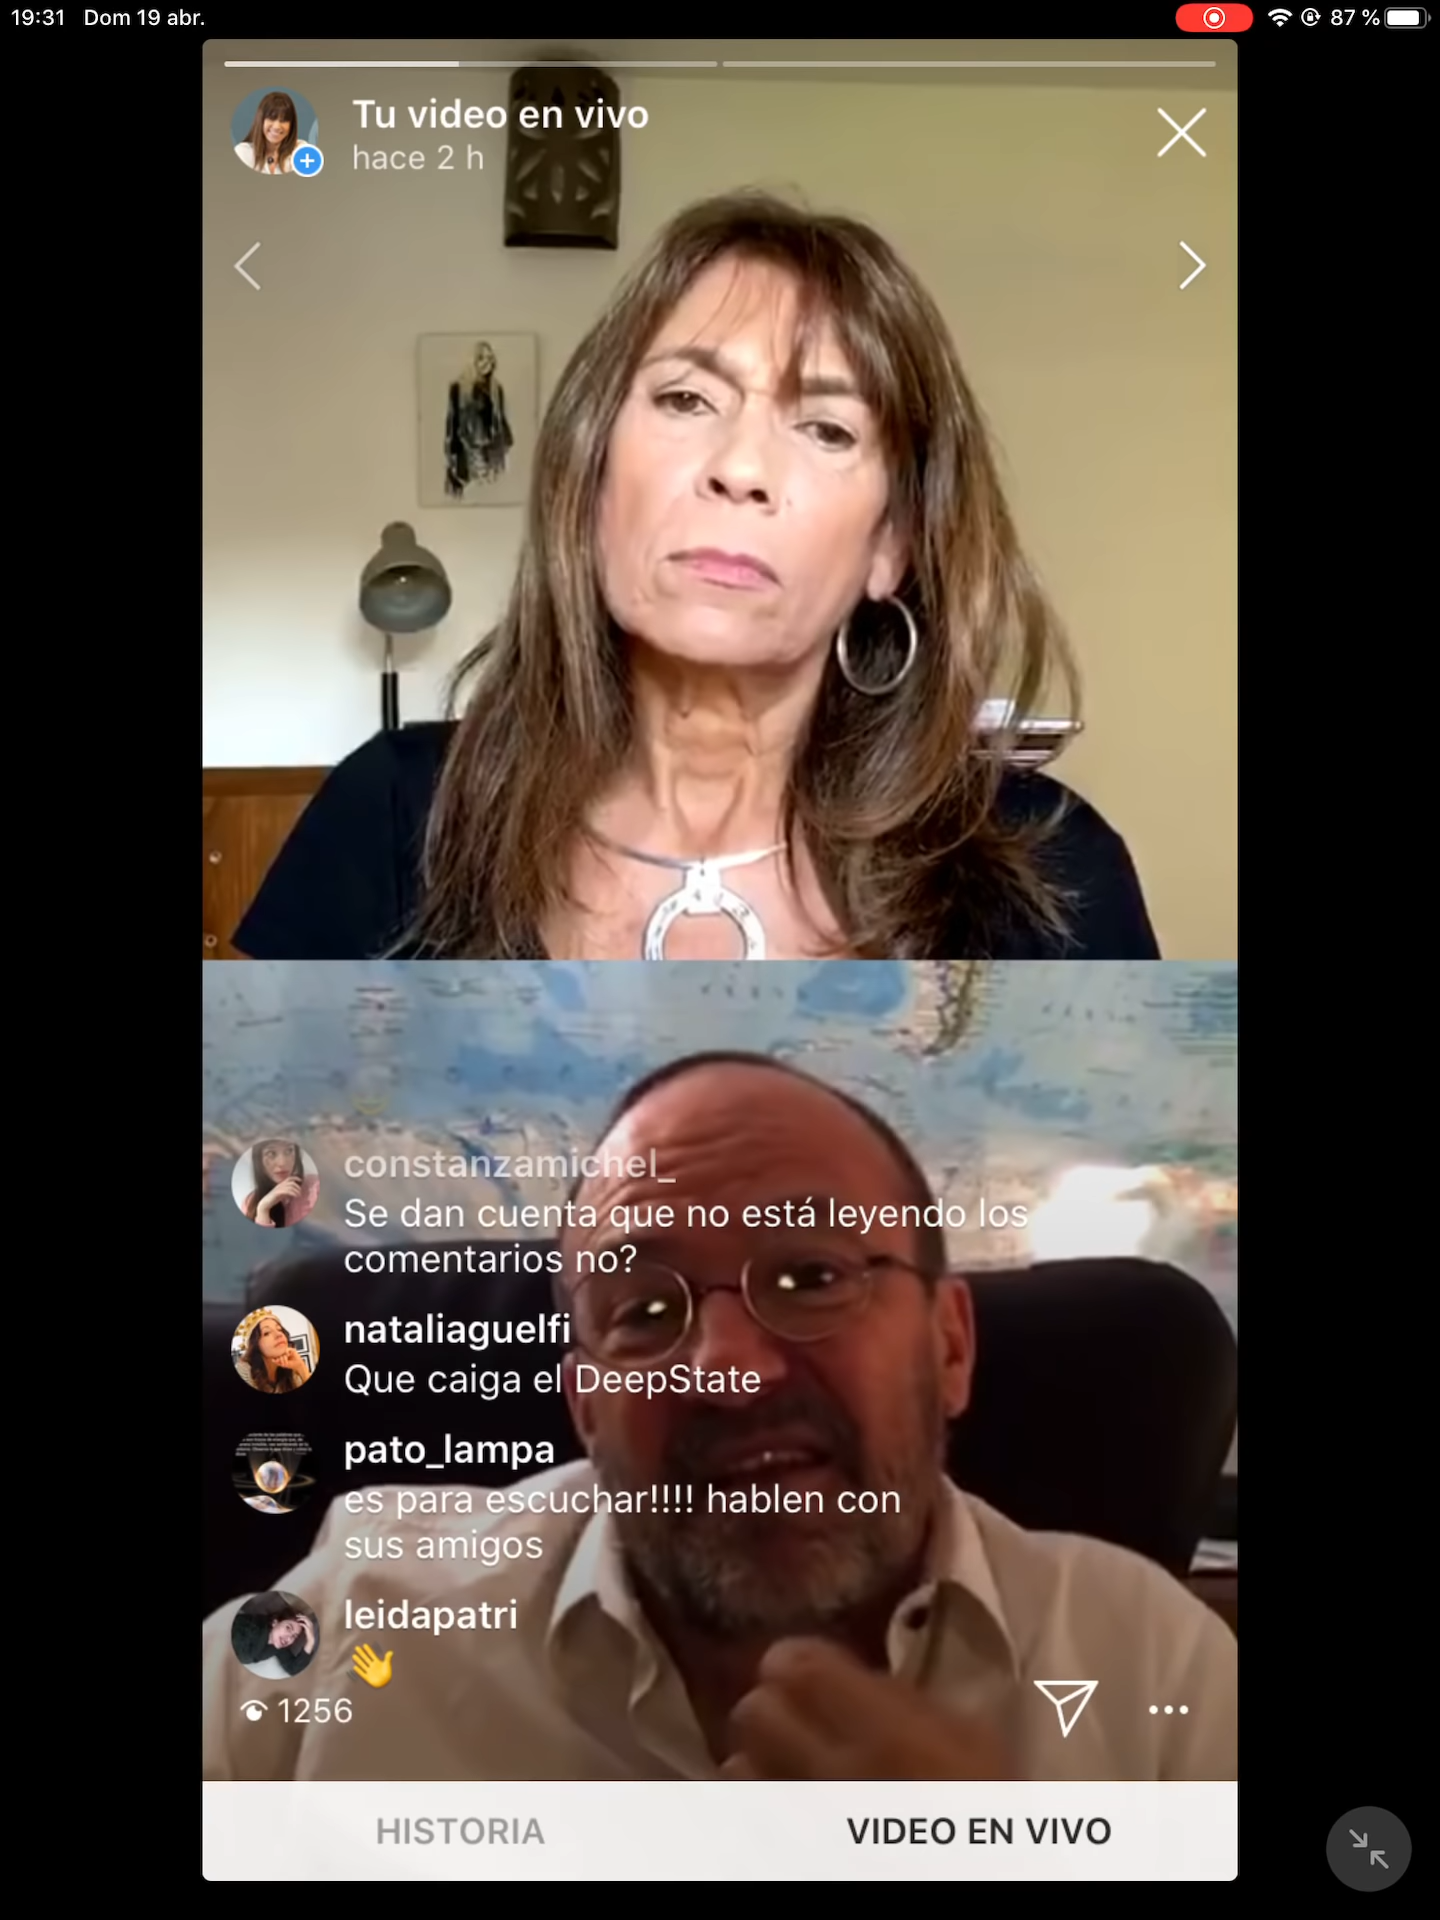 19:31 Dom 19 abr.
87 %
Tu video en vivo
hace 2 h
constanzamichel_
Se dan cuenta que no está leyendo los
comentarios no?
nataliaguelfi
Que caiga el DeepState
pato_lampa
es para escuchar!!!! hablen con
sus amigos
leidapatri
👋
1256
HISTORIA
VIDEO EN VIVO